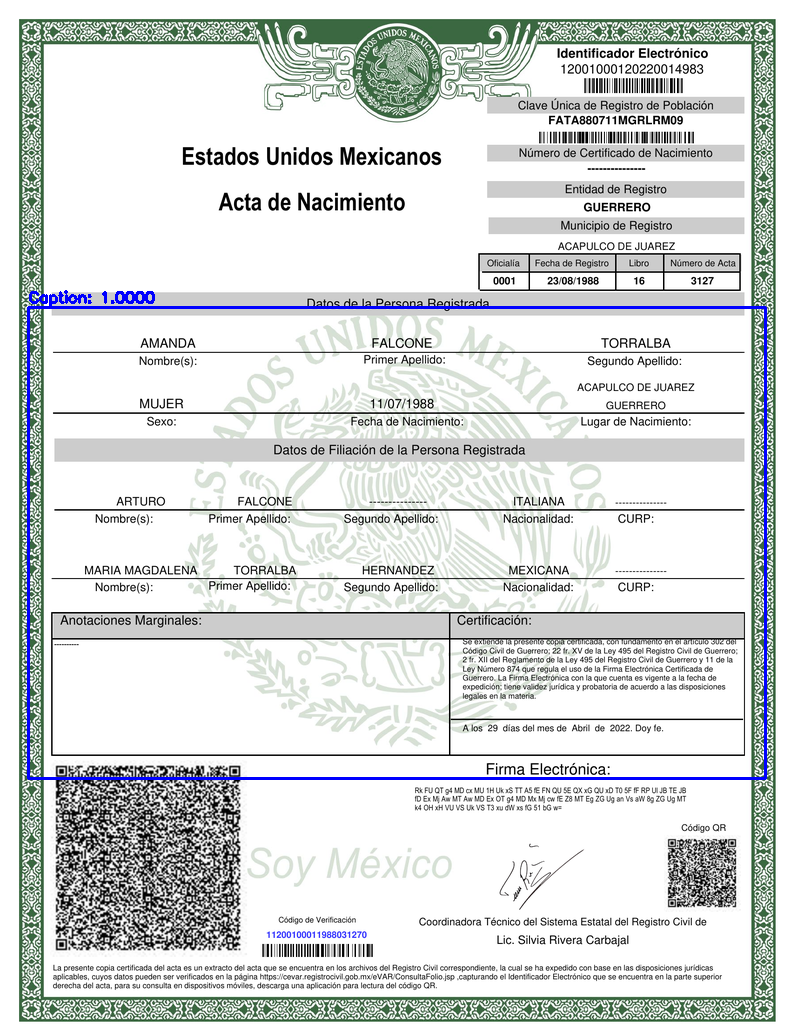 ESTADOS UNIDOS MEXICANOS
Identificador Electrónico
12001000120220014983
Clave Única de Registro de Población
FATA880711MGRLRM09
Número de Certificado de Nacimiento
---------------
Entidad de Registro
GUERRERO
Municipio de Registro
ACAPULCO DE JUAREZ
Estados Unidos Mexicanos
Acta de Nacimiento
Oficialía Fecha de Registro Libro Número de Acta
0001 23/08/1988 16 3127
Caption: 1.0000
Datos de la Persona Registrada
ESTADOS UNIDOS MEXICANOS
AMANDA FALCONE TORRALBA
Nombre(s): Primer Apellido: Segundo Apellido:
ACAPULCO DE JUAREZ
MUJER 11/07/1988 GUERRERO
Sexo: Fecha de Nacimiento: Lugar de Nacimiento:
Datos de Filiación de la Persona Registrada
ARTURO FALCONE --------------- ITALIANA ---------------
Nombre(s): Primer Apellido: Segundo Apellido: Nacionalidad: CURP:
MARIA MAGDALENA TORRALBA HERNANDEZ MEXICANA ---------------
Nombre(s): Primer Apellido: Segundo Apellido: Nacionalidad: CURP:
Anotaciones Marginales:
----------
Certificación:
Se extiende la presente copia certificada, con fundamento en el artículo 302 del
Código Civil de Guerrero; 22 fr. XV de la Ley 495 del Registro Civil de Guerrero;
2 fr. XII del Reglamento de la Ley 495 del Registro Civil de Guerrero y 11 de la
Ley Número 874 que regula el uso de la Firma Electrónica Certificada de
Guerrero. La Firma Electrónica con la que cuenta es vigente a la fecha de
expedición; tiene validez jurídica y probatoria de acuerdo a las disposiciones
legales en la materia.
A los 29 días del mes de Abril de 2022. Doy fe.
Firma Electrónica:
Rk FU QT g4 MD cx MU 1H Uk xS TT A5 fE FN QU 5E QX xG QU xD T0 5F fF RP UI JB TE JB
fD Ex Mj Aw MT Aw MD Ex OT g4 MD Mx Mj cw fE Z8 MT Eg ZG Ug an Vs aW 8g ZG Ug MT
k4 OH xH VU VS Uk VS T3 xu dW xs fG 51 bG w=
Código QR
Soy México
Código de Verificación
11200100011988031270
Coordinadora Técnico del Sistema Estatal del Registro Civil de
Lic. Silvia Rivera Carbajal
La presente copia certificada del acta es un extracto del acta que se encuentra en los archivos del Registro Civil correspondiente, la cual se ha expedido con base en las disposiciones jurídicas
aplicables, cuyos datos pueden ser verificados en la página https://cevar.registrocivil.gob.mx/eVAR/ConsultaFolio.jsp ,capturando el Identificador Electrónico que se encuentra en la parte superior
derecha del acta, para su consulta en dispositivos móviles, descarga una aplicación para lectura del código QR.